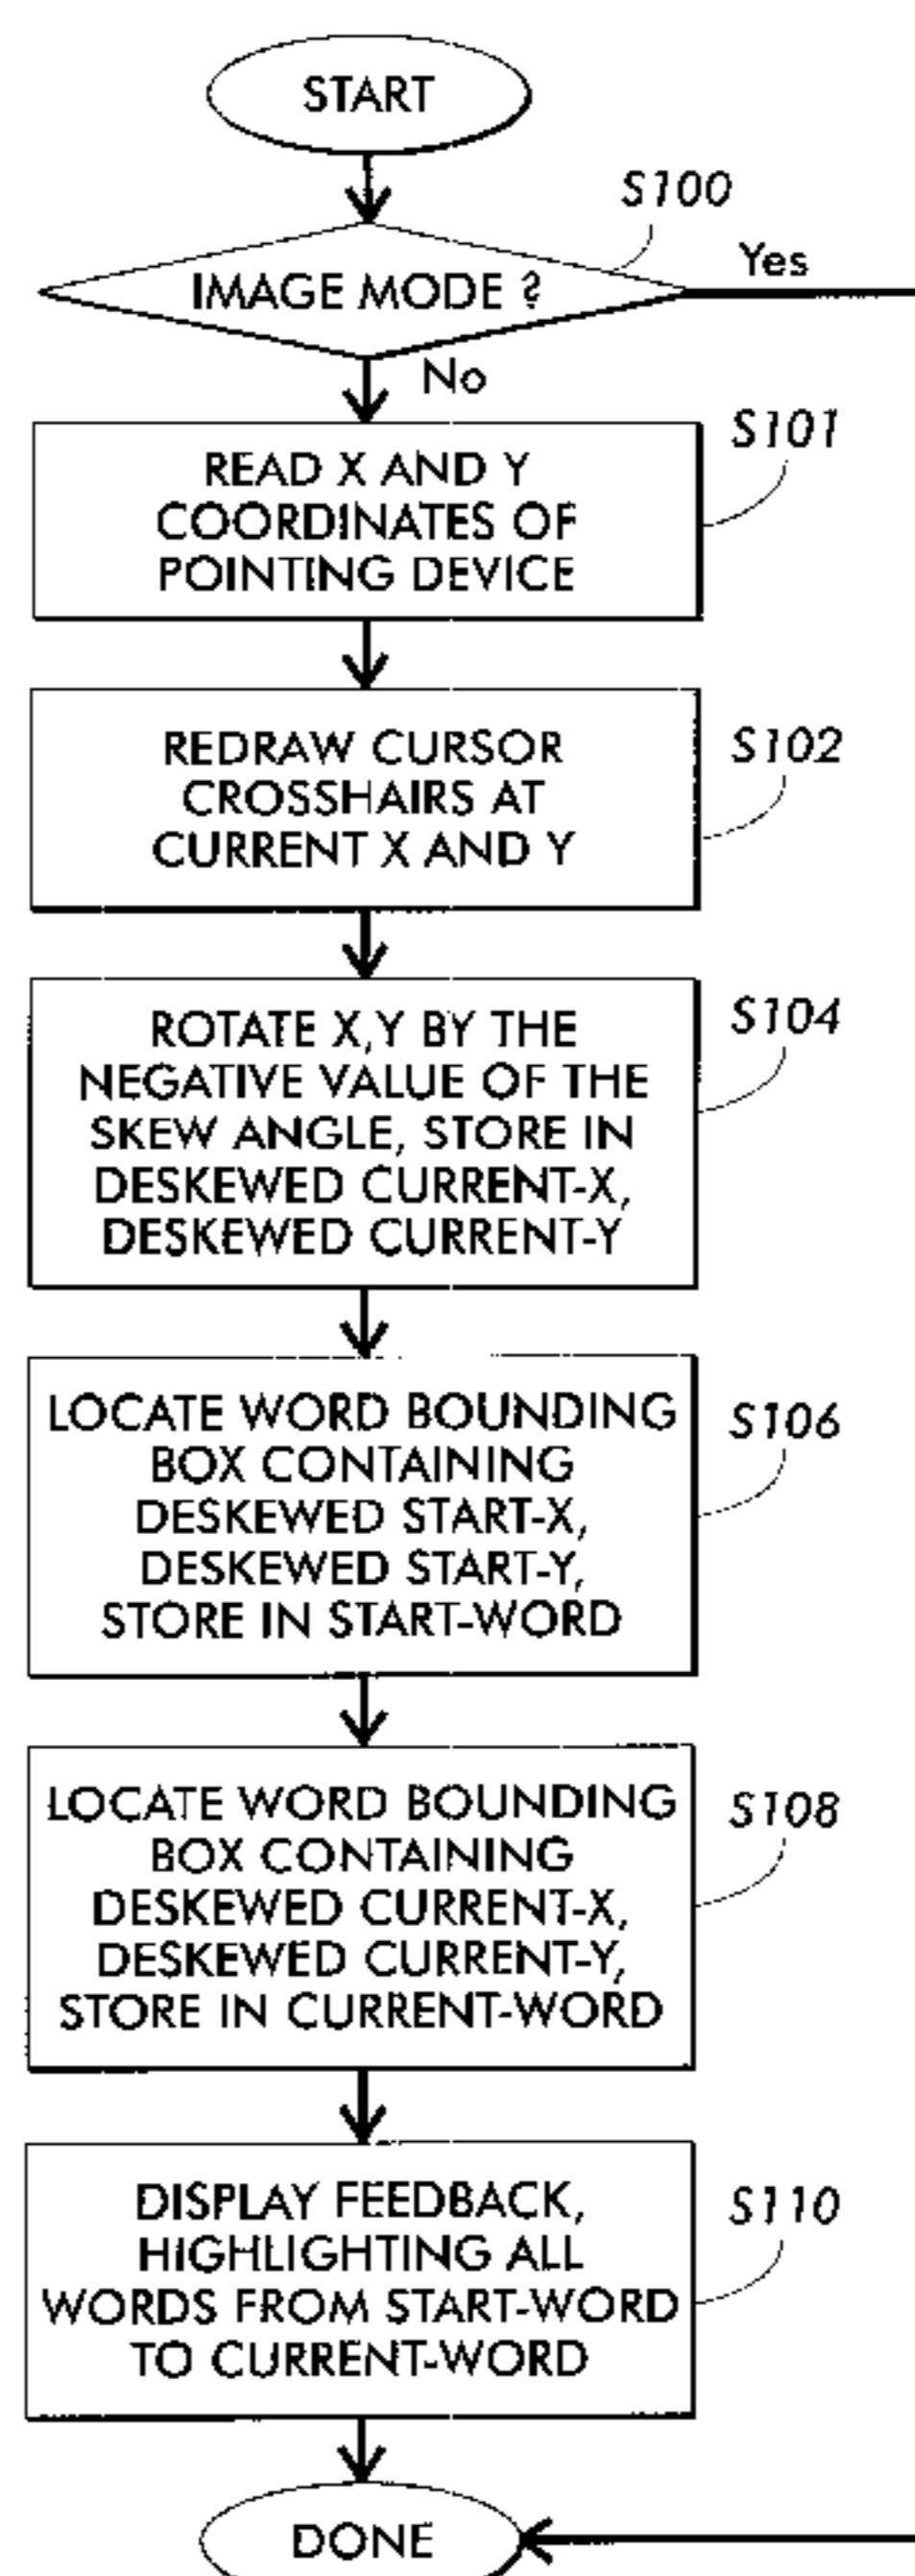 START
S100
IMAGE MODE ?
Yes
No
S101
READ X AND Y
COORDINATES OF
POINTING DEVICE
S102
REDRAW CURSOR
CROSSHAIRS AT
CURRENT X AND Y
S104
ROTATE X,Y BY THE
NEGATIVE VALUE OF THE
SKEW ANGLE, STORE IN
DESKEWED CURRENT-X,
DESKEWED CURRENT-Y
S106
LOCATE WORD BOUNDING
BOX CONTAINING
DESKEWED START-X,
DESKEWED START-Y,
STORE IN START-WORD
S108
LOCATE WORD BOUNDING
BOX CONTAINING
DESKEWED CURRENT-X,
DESKEWED CURRENT-Y,
STORE IN CURRENT-WORD
S110
DISPLAY FEEDBACK,
HIGHLIGHTING ALL
WORDS FROM START-WORD
TO CURRENT-WORD
DONE